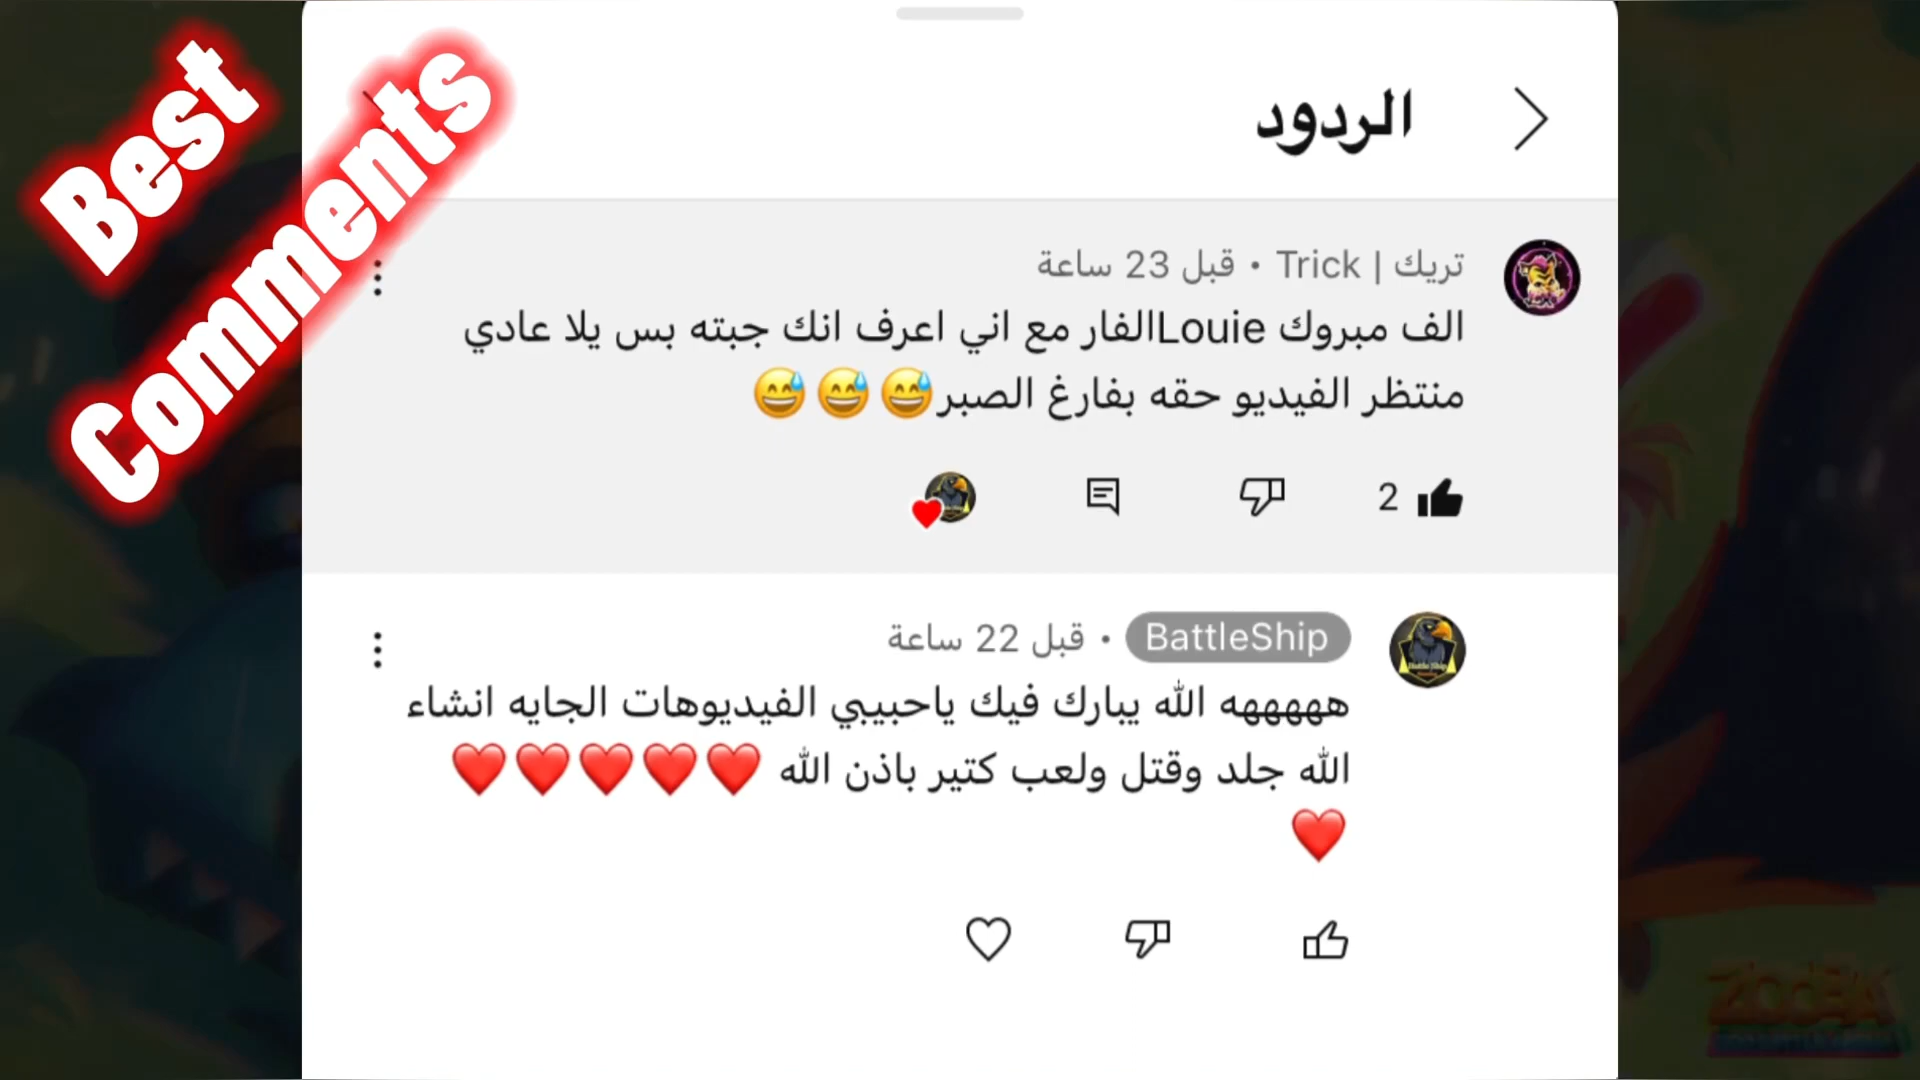 Best
Comments
الردود
تريك | Trick • قبل 23 ساعة
الف مبروك Louieالفار مع اني اعرف انك جبته بس يلا عادي
منتظر الفيديو حقه بفارغ الصبر😅😅😅
2
BattleShip • قبل 22 ساعة
هههههه الله يبارك فيك ياحبيبي الفيديوهات الجايه انشاء
الله جلد وقتل ولعب كتير باذن الله ❤️❤️❤️❤️❤️
❤️
ZOOBA